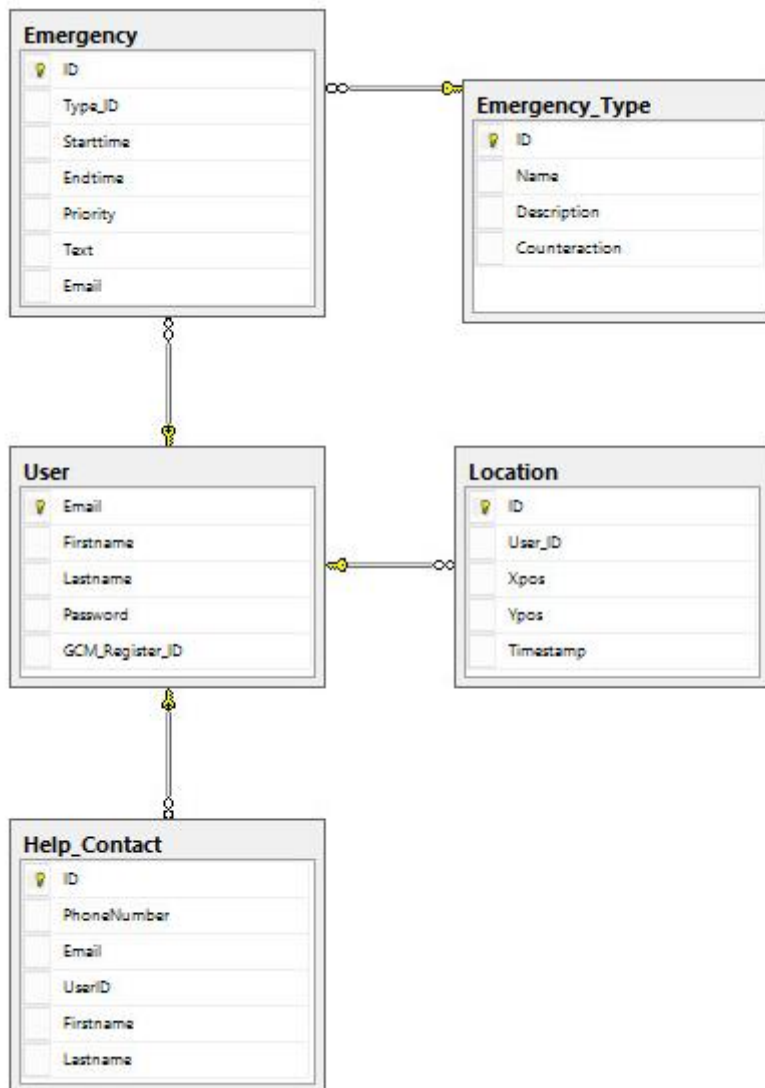 Emergency
ID
Type_ID
Starttime
Endtime
Priority
Text
Email
Emergency_Type
ID
Name
Description
Counteraction
User
Email
Firstname
Lastname
Password
GCM_Register_ID
Location
ID
User_ID
Xpos
Ypos
Timestamp
Help_Contact
ID
PhoneNumber
Email
UserID
Firstname
Lastname